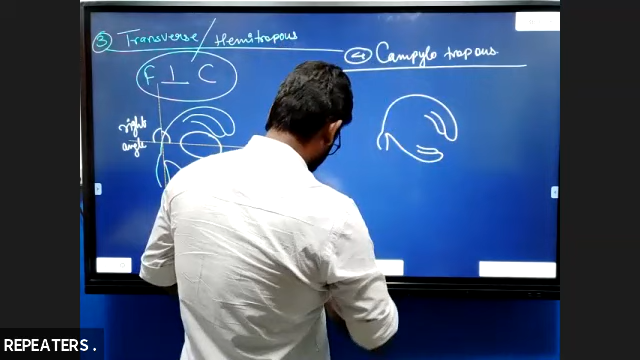 ③ Transverse / Hemitropous
④ Campylotropous
F ⊥ C
right
angle
REPEATERS .